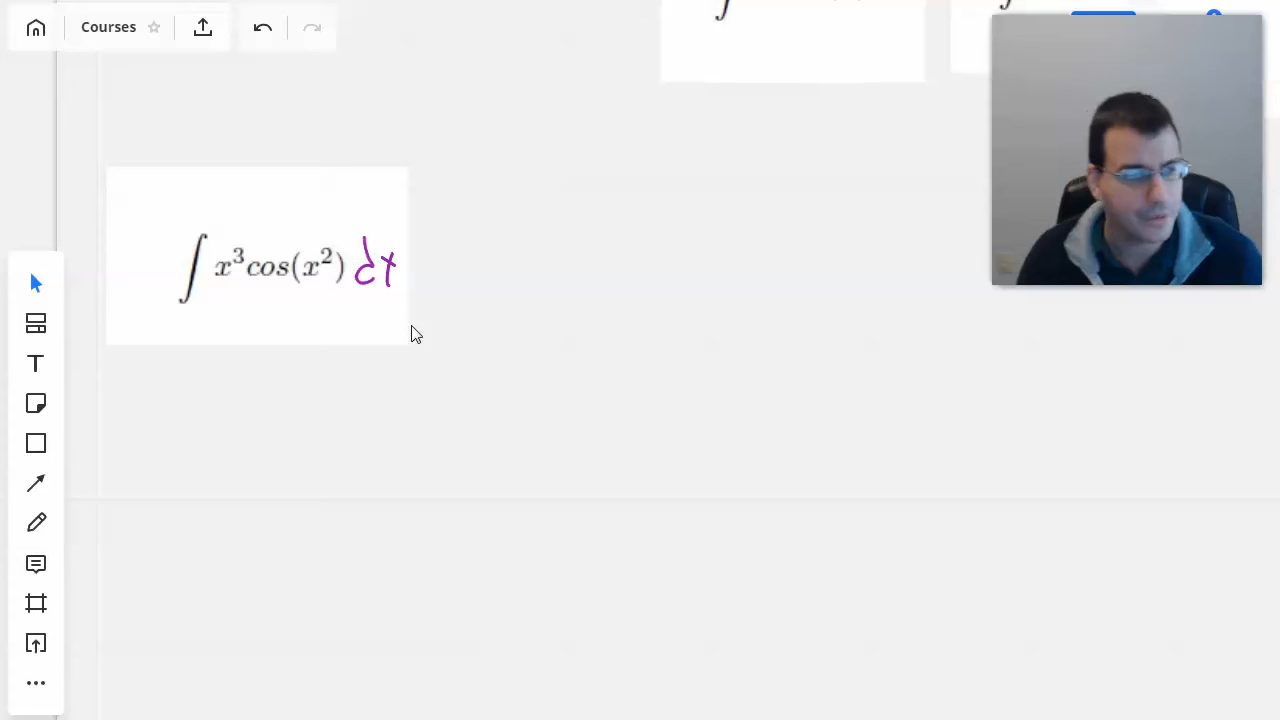 Courses
∫ x³cos(x²) dx
T